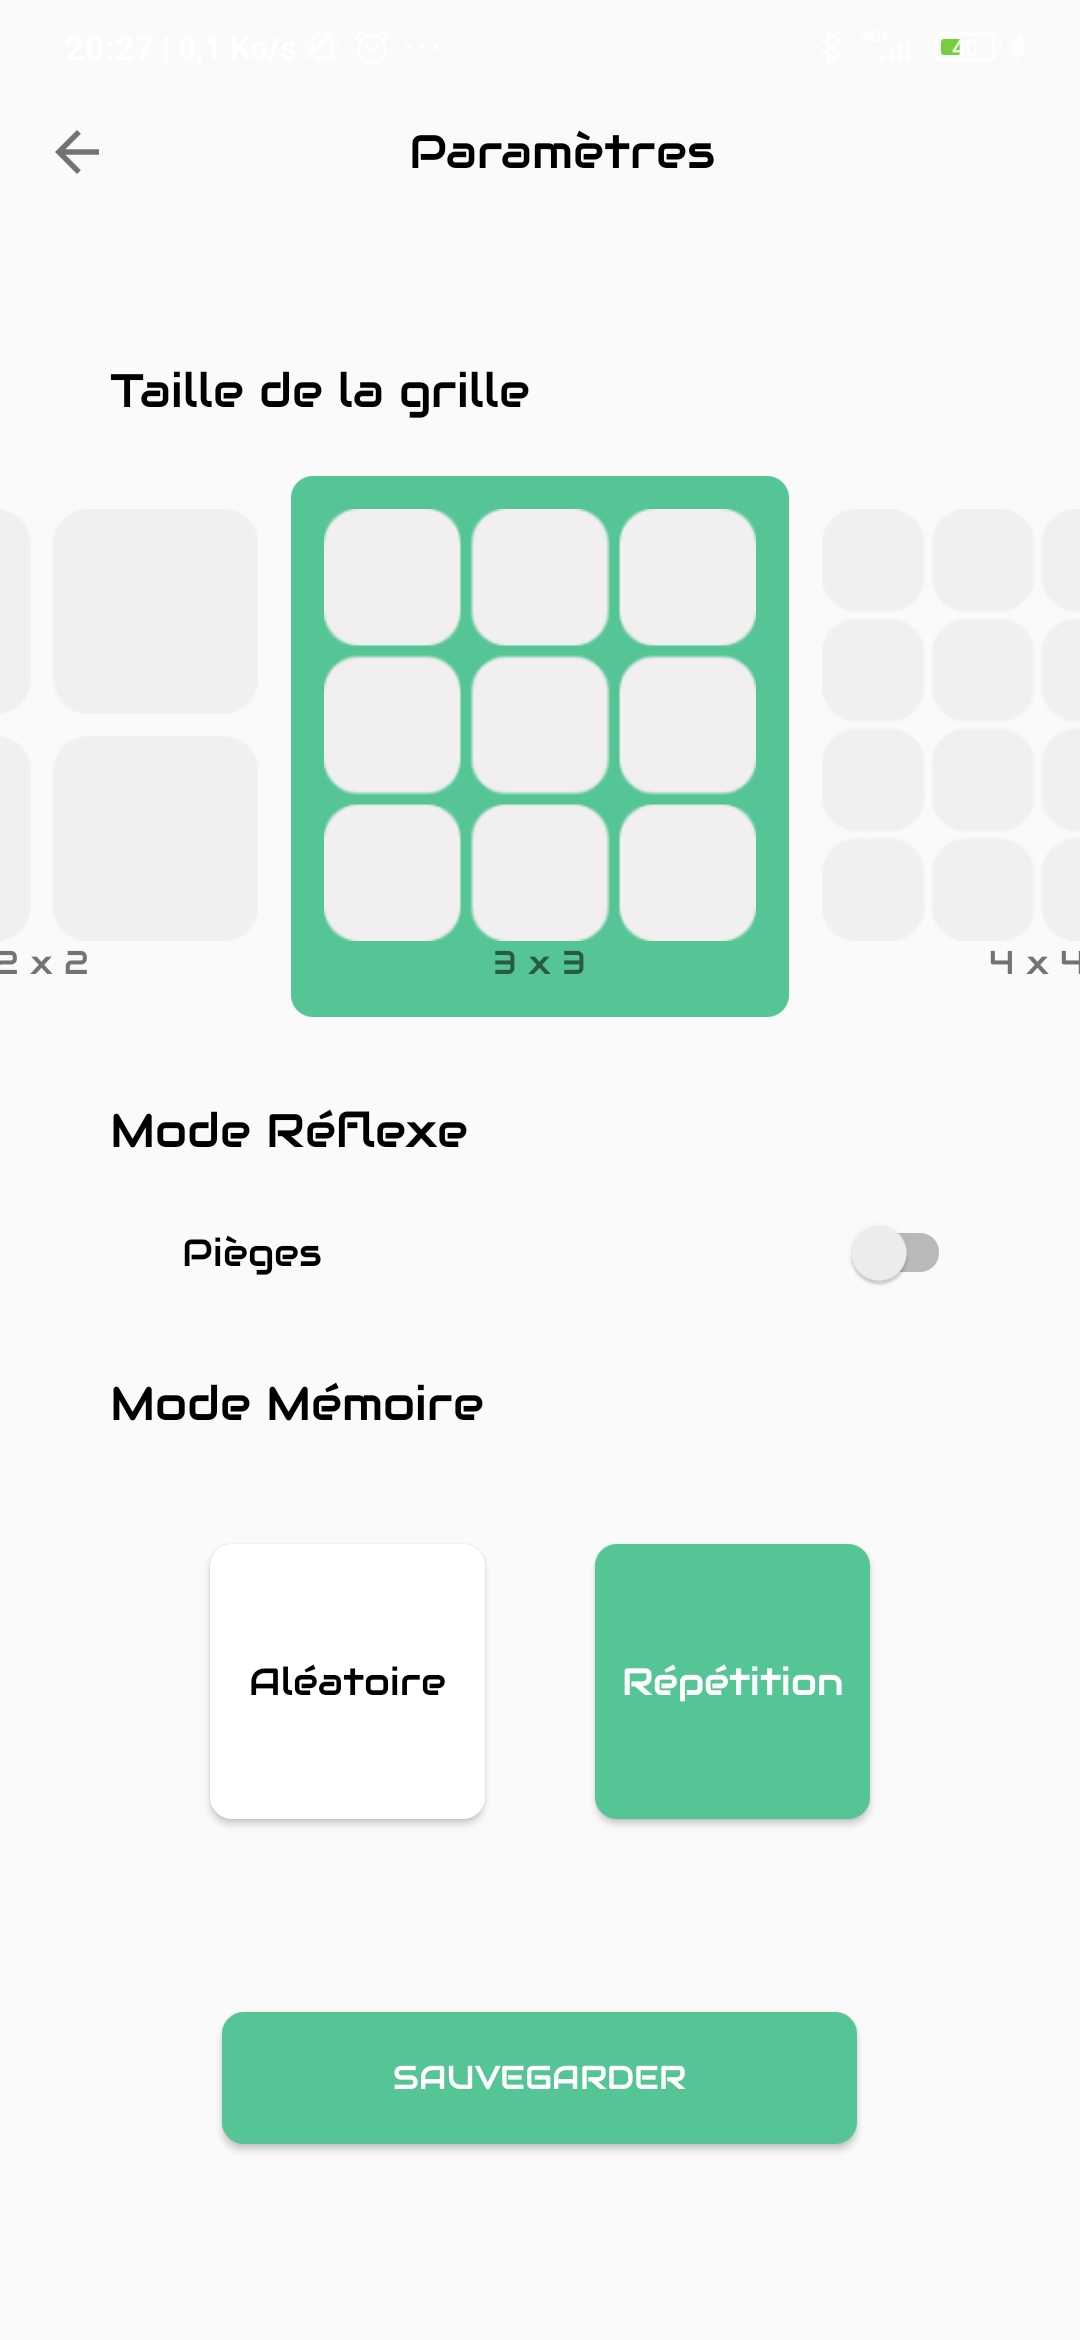 20:27 | 0,1 Ko/s ...
4G+
40
Paramètres
Taille de la grille
2 x 2
3 x 3
4 x 4
Mode Réflexe
Pièges
Mode Mémoire
Aléatoire
Répétition
SAUVEGARDER